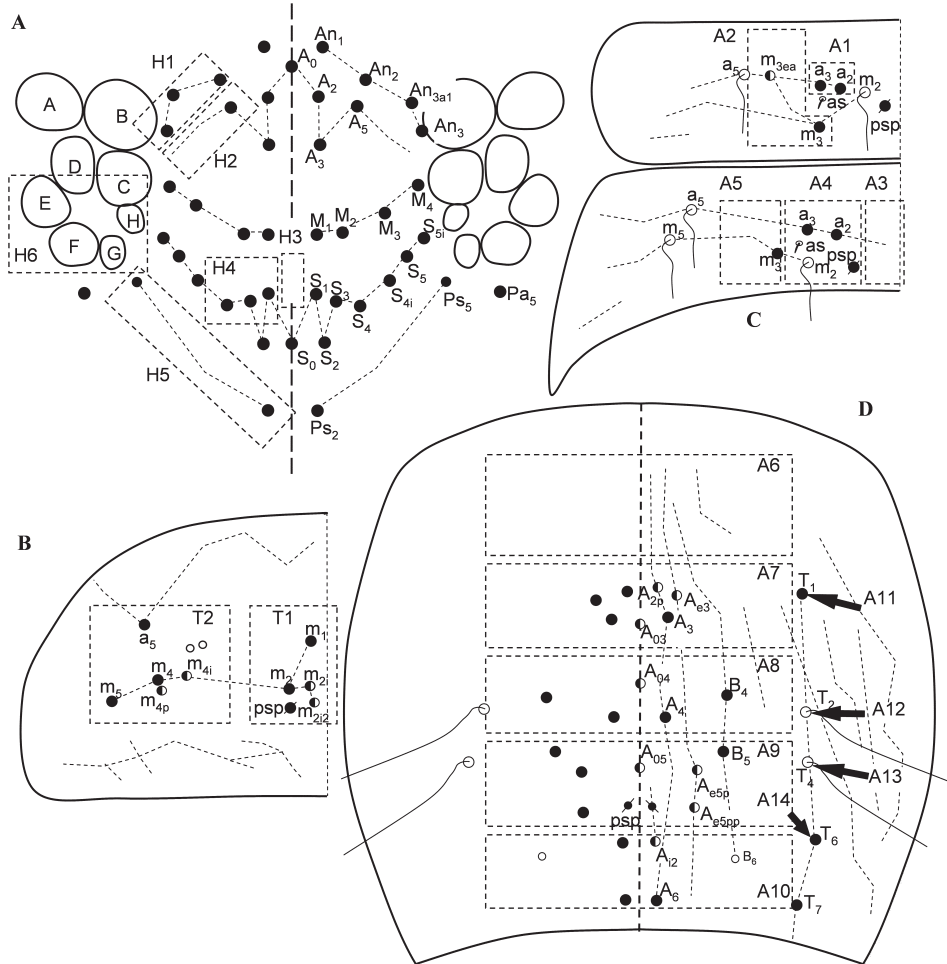 A
An1
A0
An2
H1
A2
An3a1
A5
An3
A
B
H2
A3
D
C
E
H
F
G
H6
M1
M2
M3
M4
H3
S5i
H4
S5
S1
S3
S4
S4i
Ps5
Pa5
S0
S2
H5
Ps2
A2
A1
a5
m3ea
a3
a2
m2
as
psp
m3
A5
A4
A3
a5
a3
a2
m5
as
m3
m2
psp
C
D
B
T2
T1
a5
m1
m4
m4i
m5
m4p
m2
m2i
psp
m2i2
A6
A7
A2p
Ae3
A03
A3
T1
A11
A8
A04
B4
A4
T2
A12
A9
A05
B5
Ae5p
T4
A13
Ae5pp
A14
psp
T6
Ai2
B6
A6
A10
T7